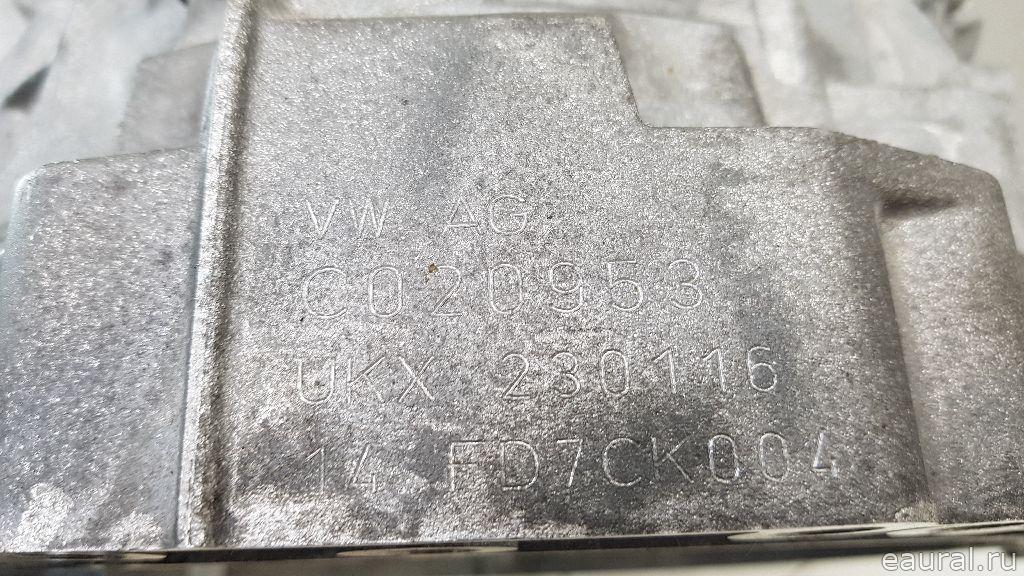 VW AG
C020953
UKX 230116
14 FD7CK004
eaural.ru